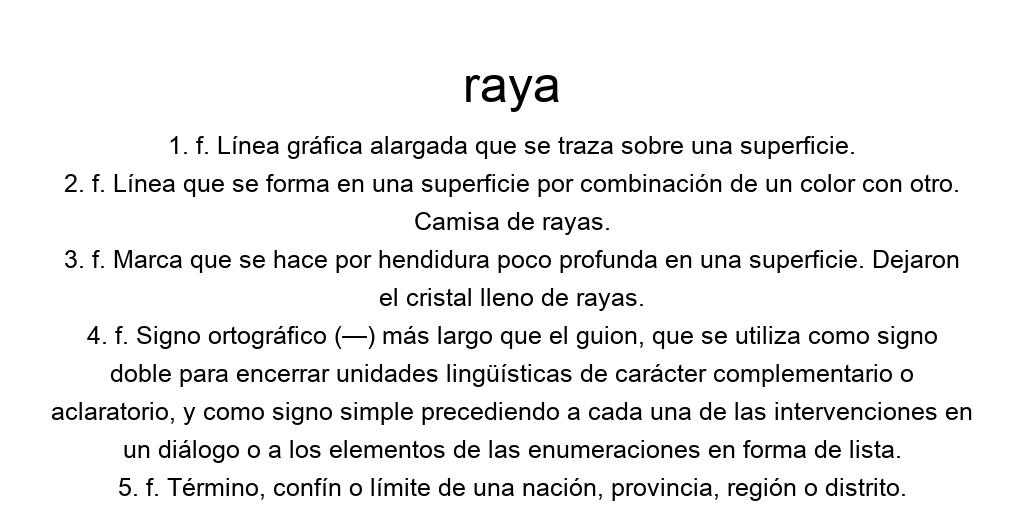 raya
1. f. Línea gráfica alargada que se traza sobre una superficie.
2. f. Línea que se forma en una superficie por combinación de un color con otro.
Camisa de rayas.
3. f. Marca que se hace por hendidura poco profunda en una superficie. Dejaron
el cristal lleno de rayas.
4. f. Signo ortográfico (—) más largo que el guion, que se utiliza como signo
doble para encerrar unidades lingüísticas de carácter complementario o
aclaratorio, y como signo simple precediendo a cada una de las intervenciones en
un diálogo o a los elementos de las enumeraciones en forma de lista.
5. f. Término, confín o límite de una nación, provincia, región o distrito.